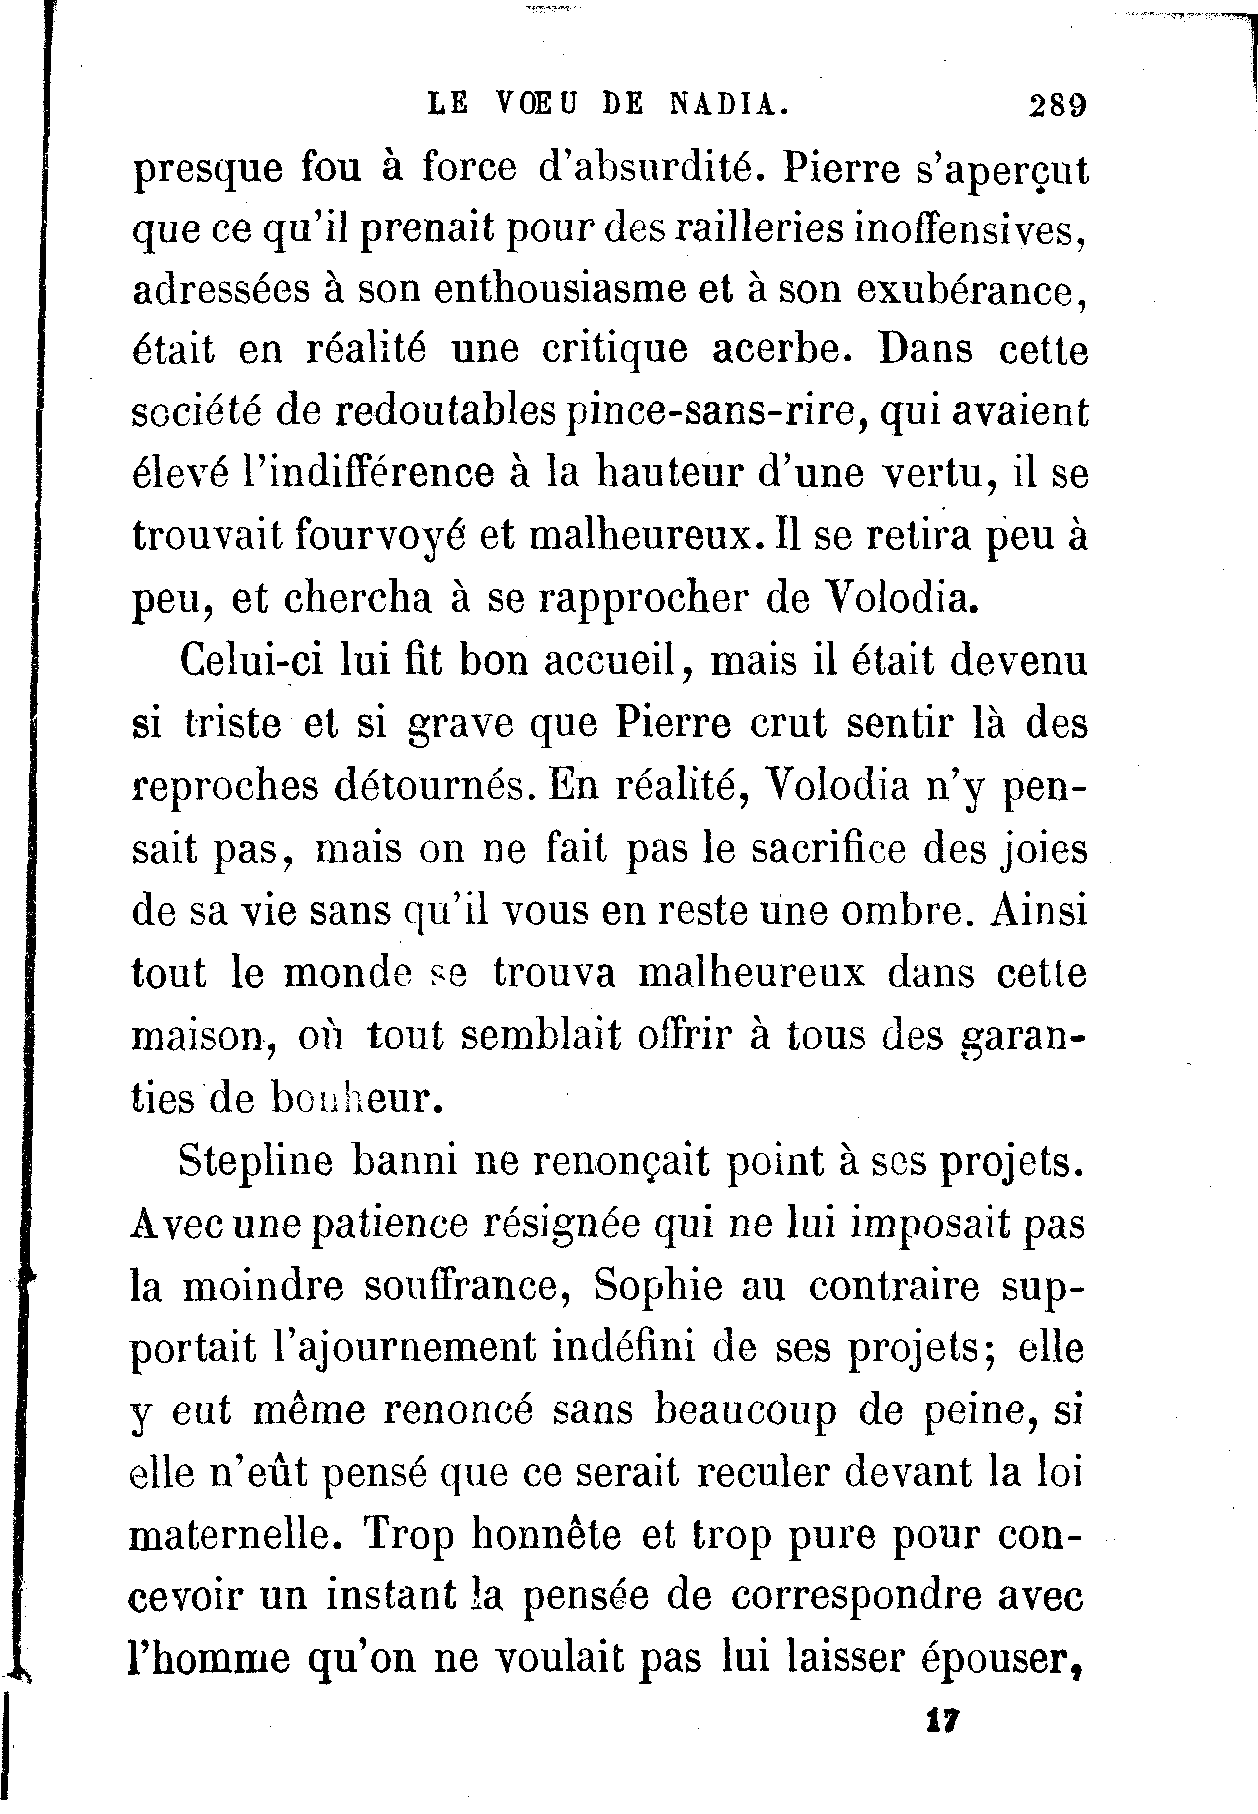 LE VŒU DE NADIA. 289
presque fou à force d'absurdité. Pierre s'aperçut
que ce qu'il prenait pour des railleries inoffensives,
adressées à son enthousiasme et à son exubérance,
était en réalité une critique acerbe. Dans cette
société de redoutables pince-sans-rire, qui avaient
élevé l'indifférence à la hauteur d'une vertu, il se
trouvait fourvoyé et malheureux. Il se retira peu à
peu, et chercha à se rapprocher de Volodia.
Celui-ci lui fit bon accueil, mais il était devenu
si triste et si grave que Pierre crut sentir là des
reproches détournés. En réalité, Volodia n'y pen-
sait pas, mais on ne fait pas le sacrifice des joies
de sa vie sans qu'il vous en reste une ombre. Ainsi
tout le monde se trouva malheureux dans cette
maison, où tout semblait offrir à tous des garan-
ties de bonheur.
Stepline banni ne renonçait point à ses projets.
Avec une patience résignée qui ne lui imposait pas
la moindre souffrance, Sophie au contraire sup-
portait l'ajournement indéfini de ses projets; elle
y eut même renoncé sans beaucoup de peine, si
elle n'eût pensé que ce serait reculer devant la loi
maternelle. Trop honnête et trop pure pour con-
cevoir un instant la pensée de correspondre avec
l'homme qu'on ne voulait pas lui laisser épouser,
17